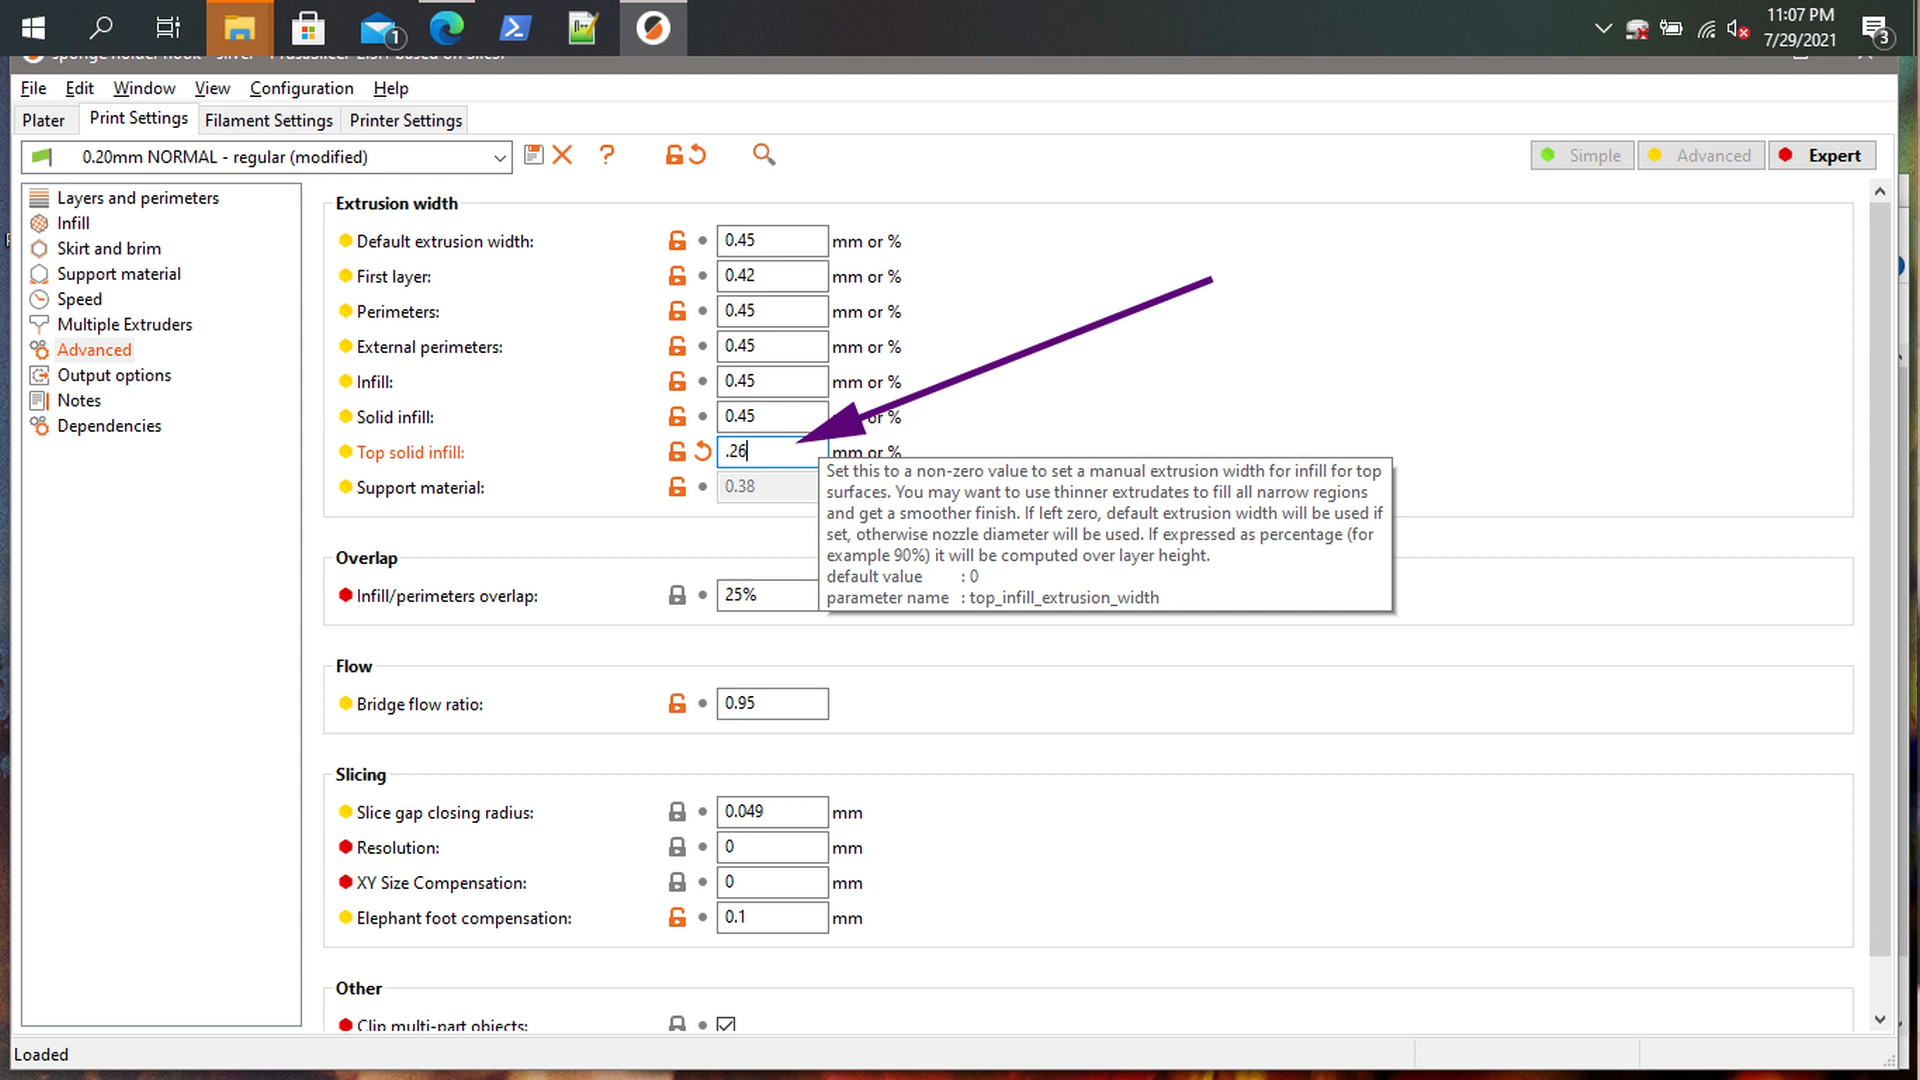 1
11:07 PM
7/29/2021
3
File Edit Window View Configuration Help
Plater Print Settings Filament Settings Printer Settings
0.20mm NORMAL - regular (modified)
?
Simple Advanced Expert
Layers and perimeters
Infill
Skirt and brim
Support material
Speed
Multiple Extruders
Advanced
Output options
Notes
Dependencies
Extrusion width
Default extrusion width: 0.45 mm or %
First layer: 0.42 mm or %
Perimeters: 0.45 mm or %
External perimeters: 0.45 mm or %
Infill: 0.45 mm or %
Solid infill: 0.45 or %
Top solid infill: .26 mm or %
Support material: 0.38
Set this to a non-zero value to set a manual extrusion width for infill for top
surfaces. You may want to use thinner extrudates to fill all narrow regions
and get a smoother finish. If left zero, default extrusion width will be used if
set, otherwise nozzle diameter will be used. If expressed as percentage (for
example 90%) it will be computed over layer height.
default value : 0
parameter name : top_infill_extrusion_width
Overlap
Infill/perimeters overlap: 25%
Flow
Bridge flow ratio: 0.95
Slicing
Slice gap closing radius: 0.049 mm
Resolution: 0 mm
XY Size Compensation: 0 mm
Elephant foot compensation: 0.1 mm
Other
Clip multi-part objects:
Loaded